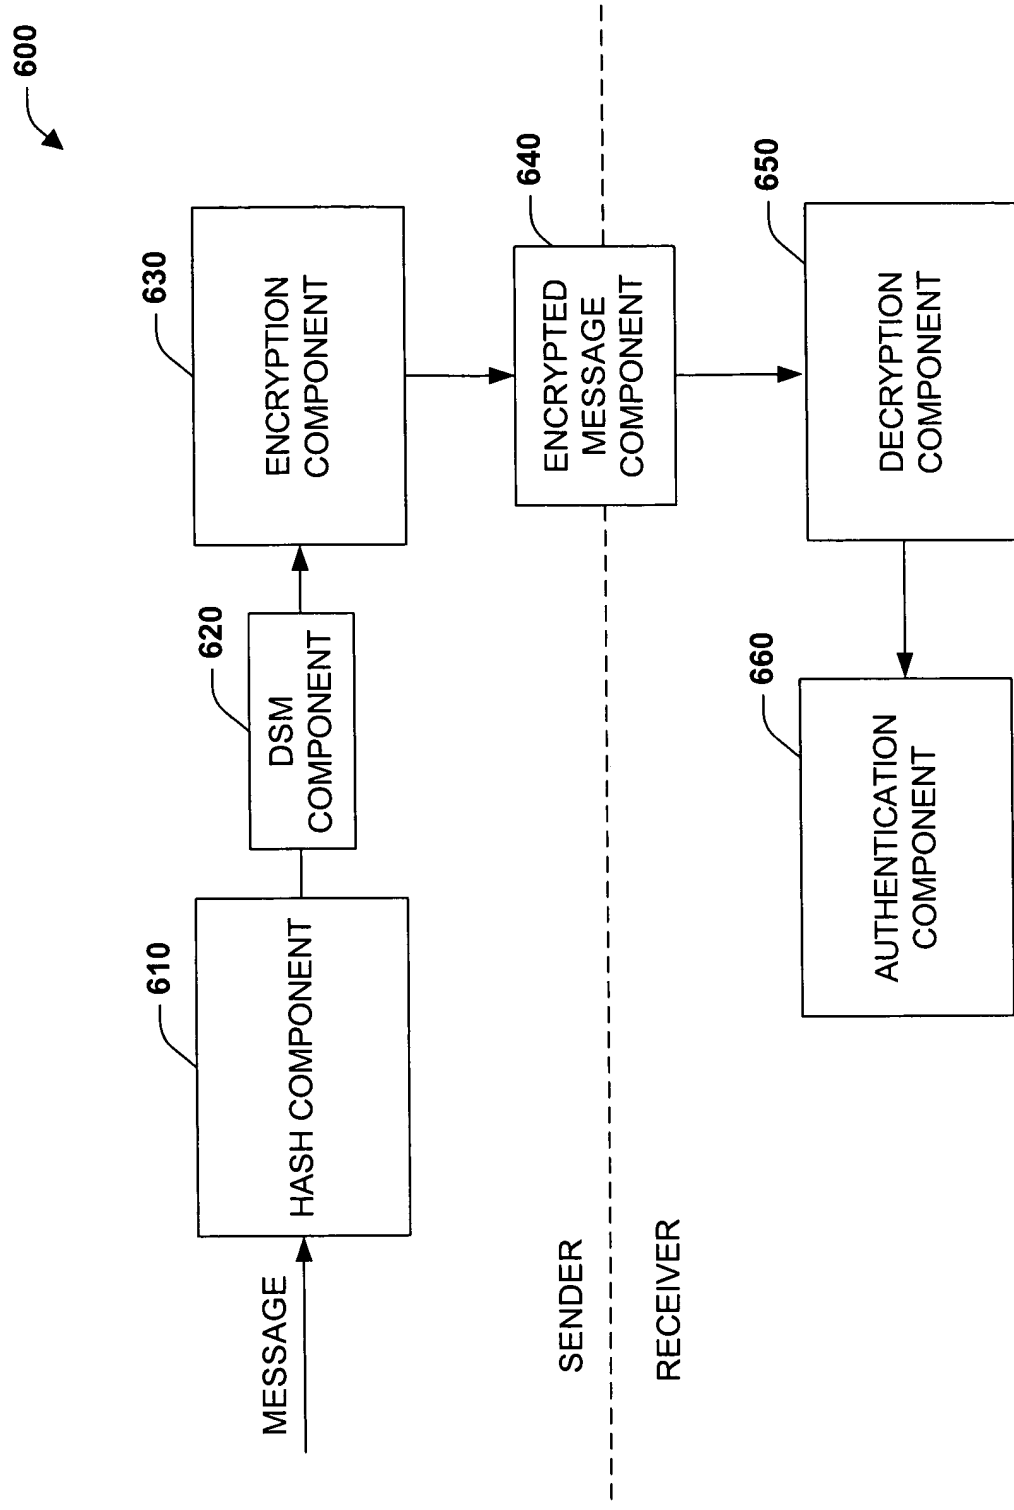 600
630
ENCRYPTION
COMPONENT
620
DSM
COMPONENT
610
HASH COMPONENT
MESSAGE
640
ENCRYPTED
MESSAGE
COMPONENT
SENDER
RECEIVER
650
DECRYPTION
COMPONENT
660
AUTHENTICATION
COMPONENT